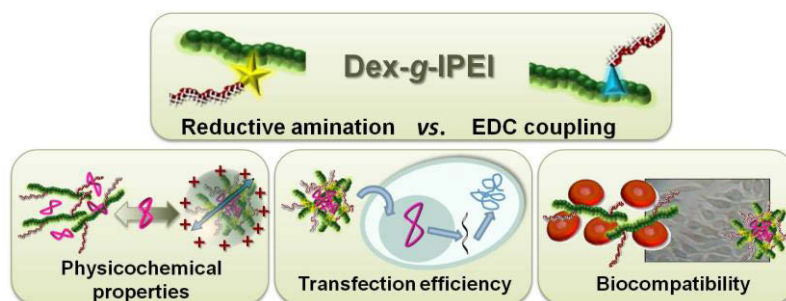 Dex-g-lPEI
Reductive amination vs. EDC coupling
Physicochemical
properties
Transfection efficiency
Biocompatibility